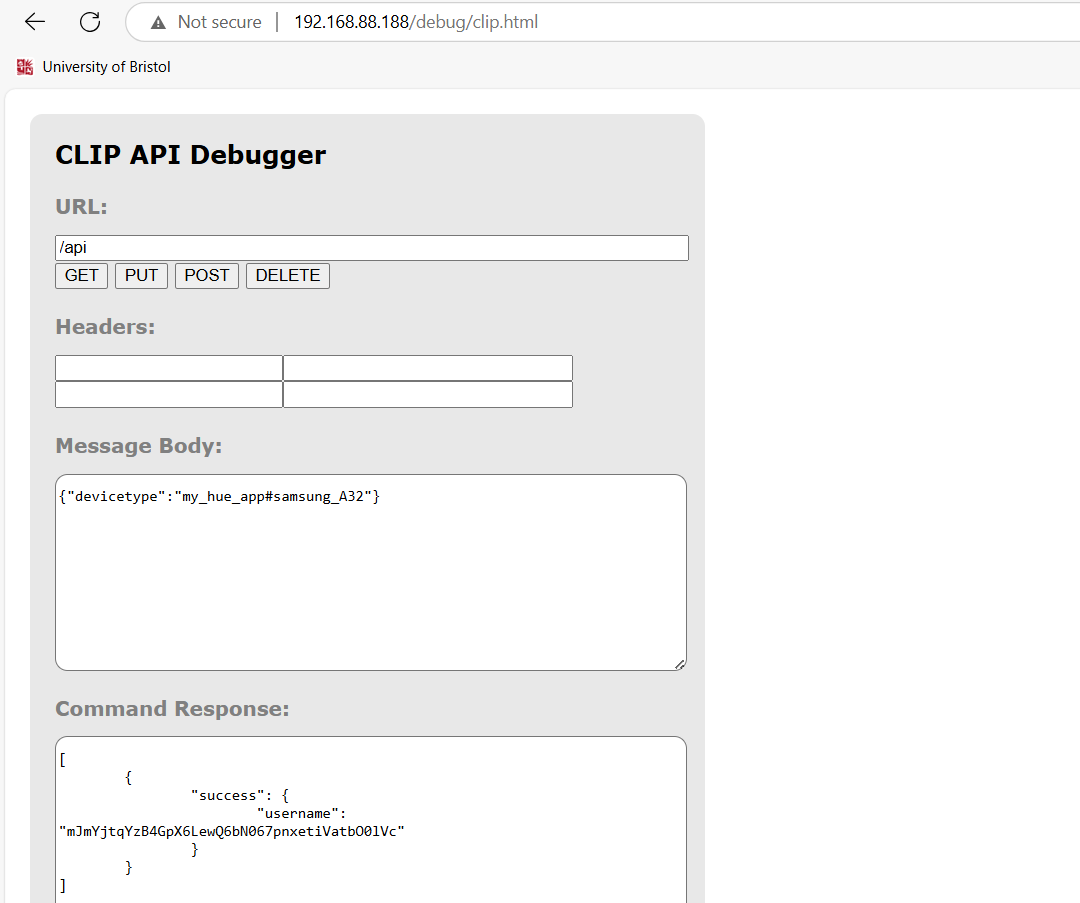 Not secure | 192.168.88.188/debug/clip.html
University of Bristol
CLIP API Debugger
URL:
/api
GET PUT POST DELETE
Headers:
Message Body:
{"devicetype":"my_hue_app#samsung_A32"}
Command Response:
[
{
"success": {
"username":
"mJmYjtqYzB4GpX6LewQ6bN067pnxetiVatbO0lVc"
}
}
]